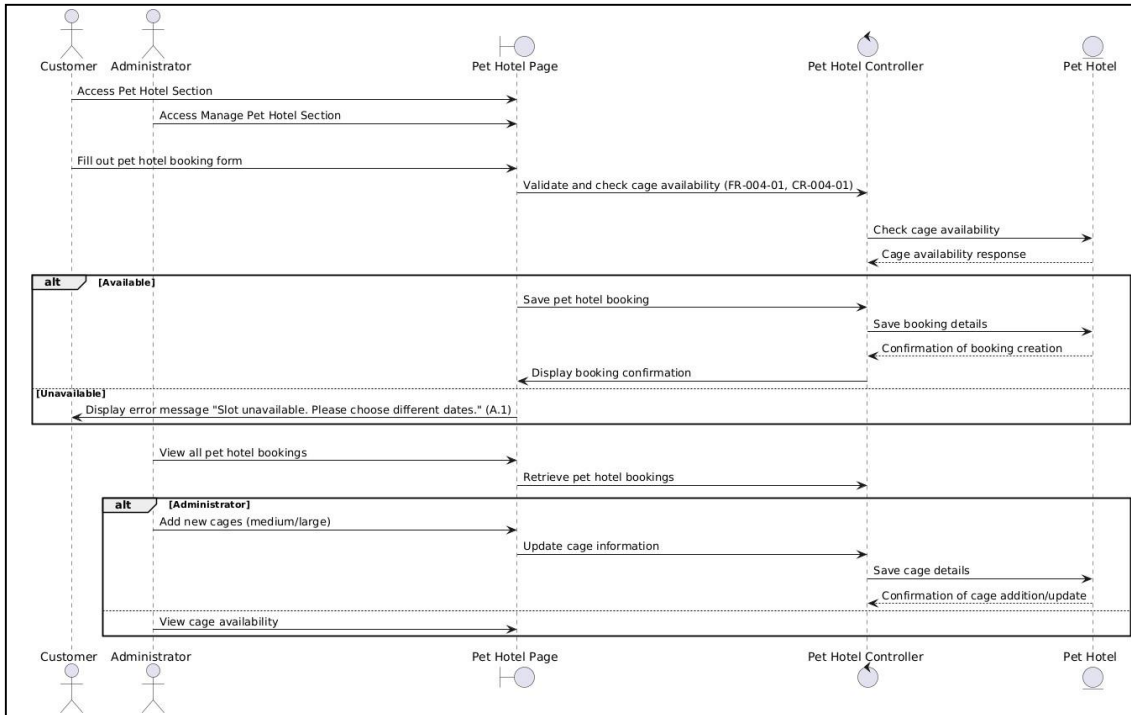 Customer Administrator Pet Hotel Page Pet Hotel Controller Pet Hotel
Access Pet Hotel Section
Access Manage Pet Hotel Section
Fill out pet hotel booking form
Validate and check cage availability (FR-004-01, CR-004-01)
Check cage availability
Cage availability response
alt [Available]
Save pet hotel booking
Save booking details
Confirmation of booking creation
Display booking confirmation
[Unavailable]
Display error message "Slot unavailable. Please choose different dates." (A.1)
View all pet hotel bookings
Retrieve pet hotel bookings
alt [Administrator]
Add new cages (medium/large)
Update cage information
Save cage details
Confirmation of cage addition/update
View cage availability
Customer Administrator Pet Hotel Page Pet Hotel Controller Pet Hotel